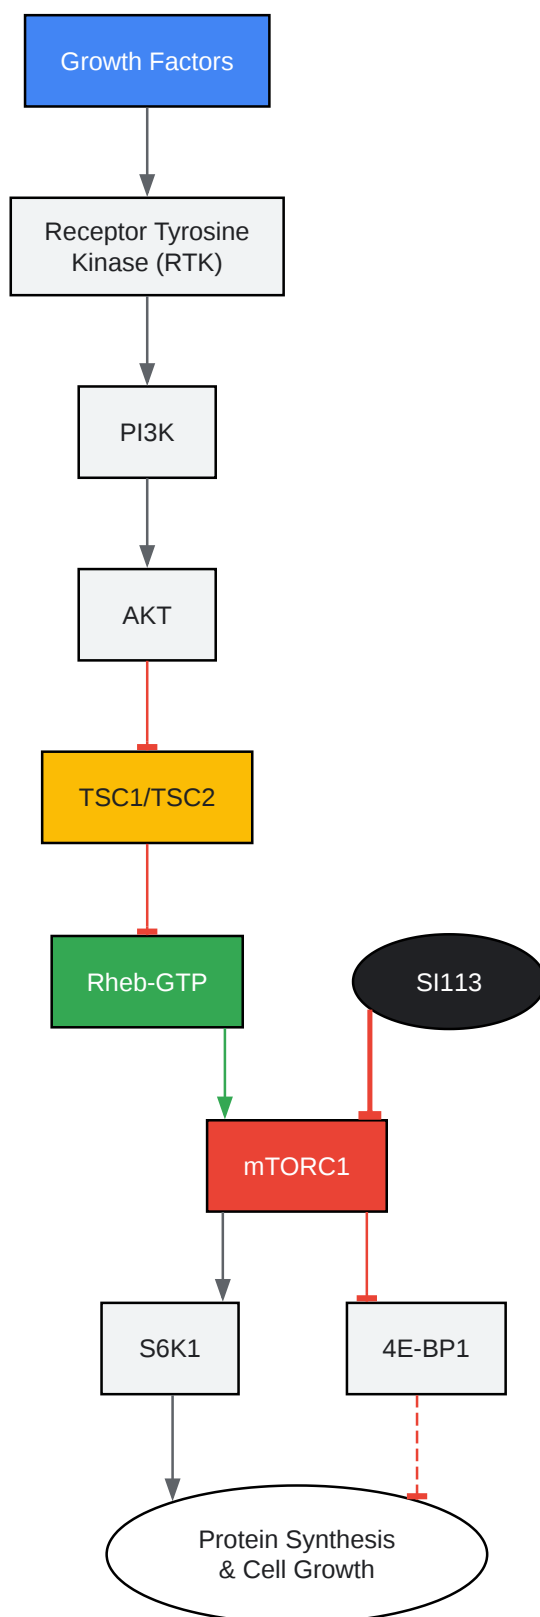 Growth Factors
Receptor Tyrosine
Kinase (RTK)
PI3K
AKT
TSC1/TSC2
Rheb-GTP
SI113
mTORC1
S6K1
4E-BP1
Protein Synthesis
& Cell Growth